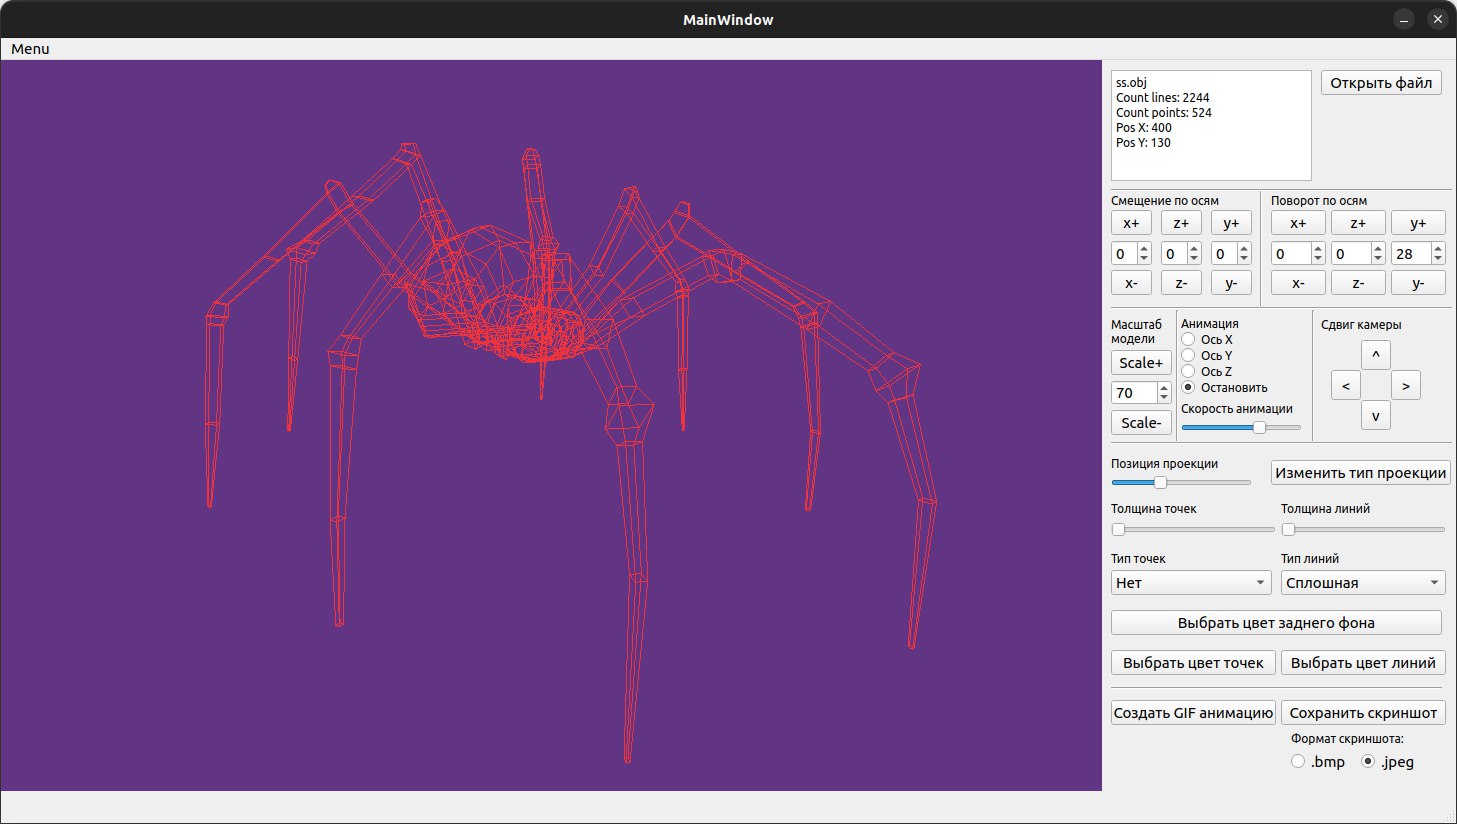 MainWindow
Menu
ss.obj
Count lines: 2244
Count points: 524
Pos X: 400
Pos Y: 130
Открыть файл
Смещение по осям
x+ z+ y+
0 0 0
x- z- y-
Поворот по осям
x+ z+ y+
0 0 28
x- z- y-
Масштаб
модели
Scale+
70
Scale-
Анимация
Ось X
Ось Y
Ось Z
Остановить
Скорость анимации
Сдвиг камеры
^
< >
v
Позиция проекции
Изменить тип проекции
Толщина точек
Толщина линий
Тип точек
Тип линий
Нет
Сплошная
Выбрать цвет заднего фона
Выбрать цвет точек
Выбрать цвет линий
Создать GIF анимацию
Сохранить скриншот
Формат скриншота:
.bmp .jpeg